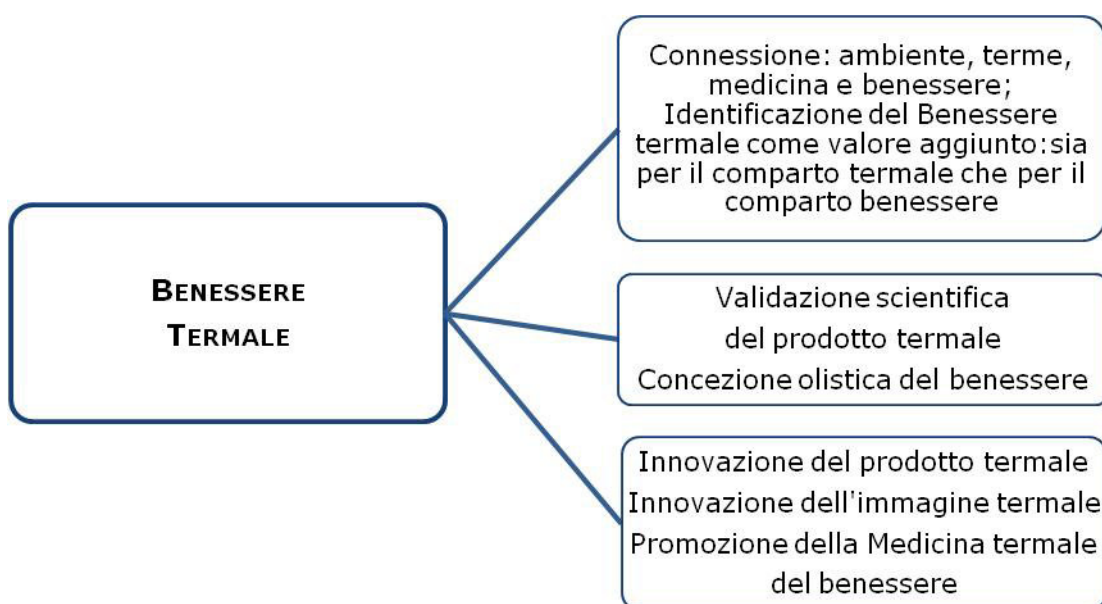 BENESSERE
TERMALE
Connessione: ambiente, terme,
medicina e benessere;
Identificazione del Benessere
termale come valore aggiunto:sia
per il comparto termale che per il
comparto benessere
Validazione scientifica
del prodotto termale
Concezione olistica del benessere
Innovazione del prodotto termale
Innovazione dell'immagine termale
Promozione della Medicina termale
del benessere